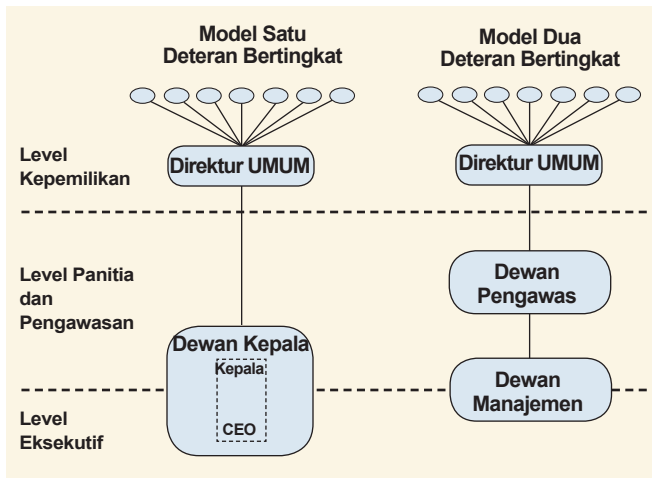 Model Satu
Deteran Bertingkat
Model Dua
Deteran Bertingkat
Level
Kepemilikan
Direktur UMUM
Direktur UMUM
Level Panitia
dan
Pengawasan
Dewan
Pengawas
Dewan Kepala
Kepala
CEO
Dewan
Manajemen
Level
Eksekutif